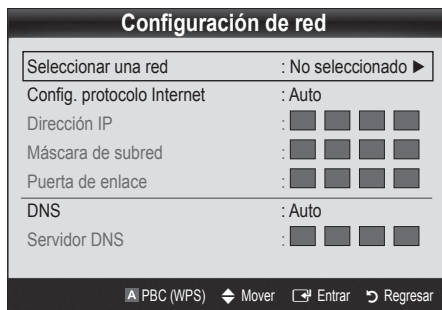 Configuración de red
Seleccionar una red : No seleccionado ►
Config. protocolo Internet : Auto
Dirección IP :
Máscara de subred :
Puerta de enlace :
DNS : Auto
Servidor DNS :
A PBC (WPS) Mover Entrar Regresar